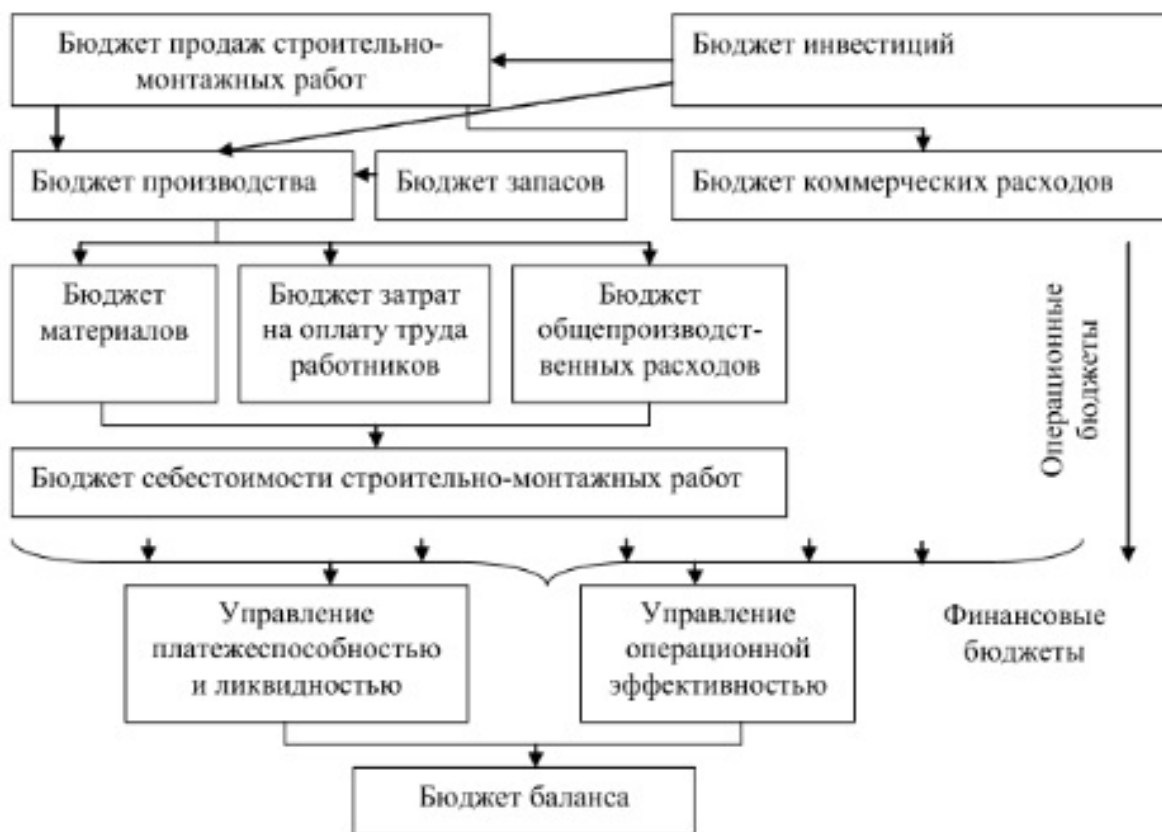 Бюджет продаж строительно-
монтажных работ
Бюджет инвестиций
Бюджет производства
Бюджет запасов
Бюджет коммерческих расходов
Бюджет
материалов
Бюджет затрат
на оплату труда
работников
Бюджет
общепроизводст-
венных расходов
Операционные
бюджеты
Бюджет себестоимости строительно-монтажных работ
Управление
платежеспособностью
и ликвидностью
Управление
операционной
эффективностью
Финансовые
бюджеты
Бюджет баланса